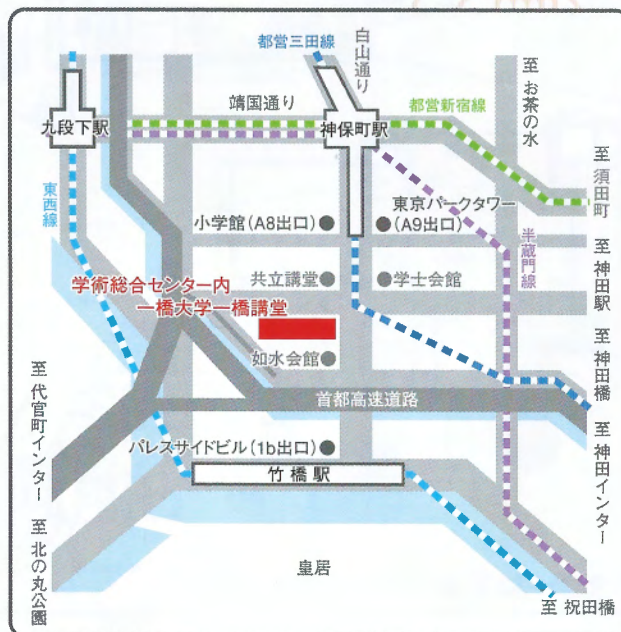 都営三田線
白山通り
至 お茶の水
靖国通り
都営新宿線
九段下駅
神保町駅
至 須田町
東西線
小学館(A8出口)
東京パークタワー
(A9出口)
半蔵門線
至 神田駅
学術総合センター内
一橋大学一橋講堂
共立講堂
学士会館
如水会館
至 神田橋
至 代官町インター
首都高速道路
至 神田インター
パレスサイドビル(1b出口)
竹橋駅
至 北の丸公園
皇居
至 祝田橋